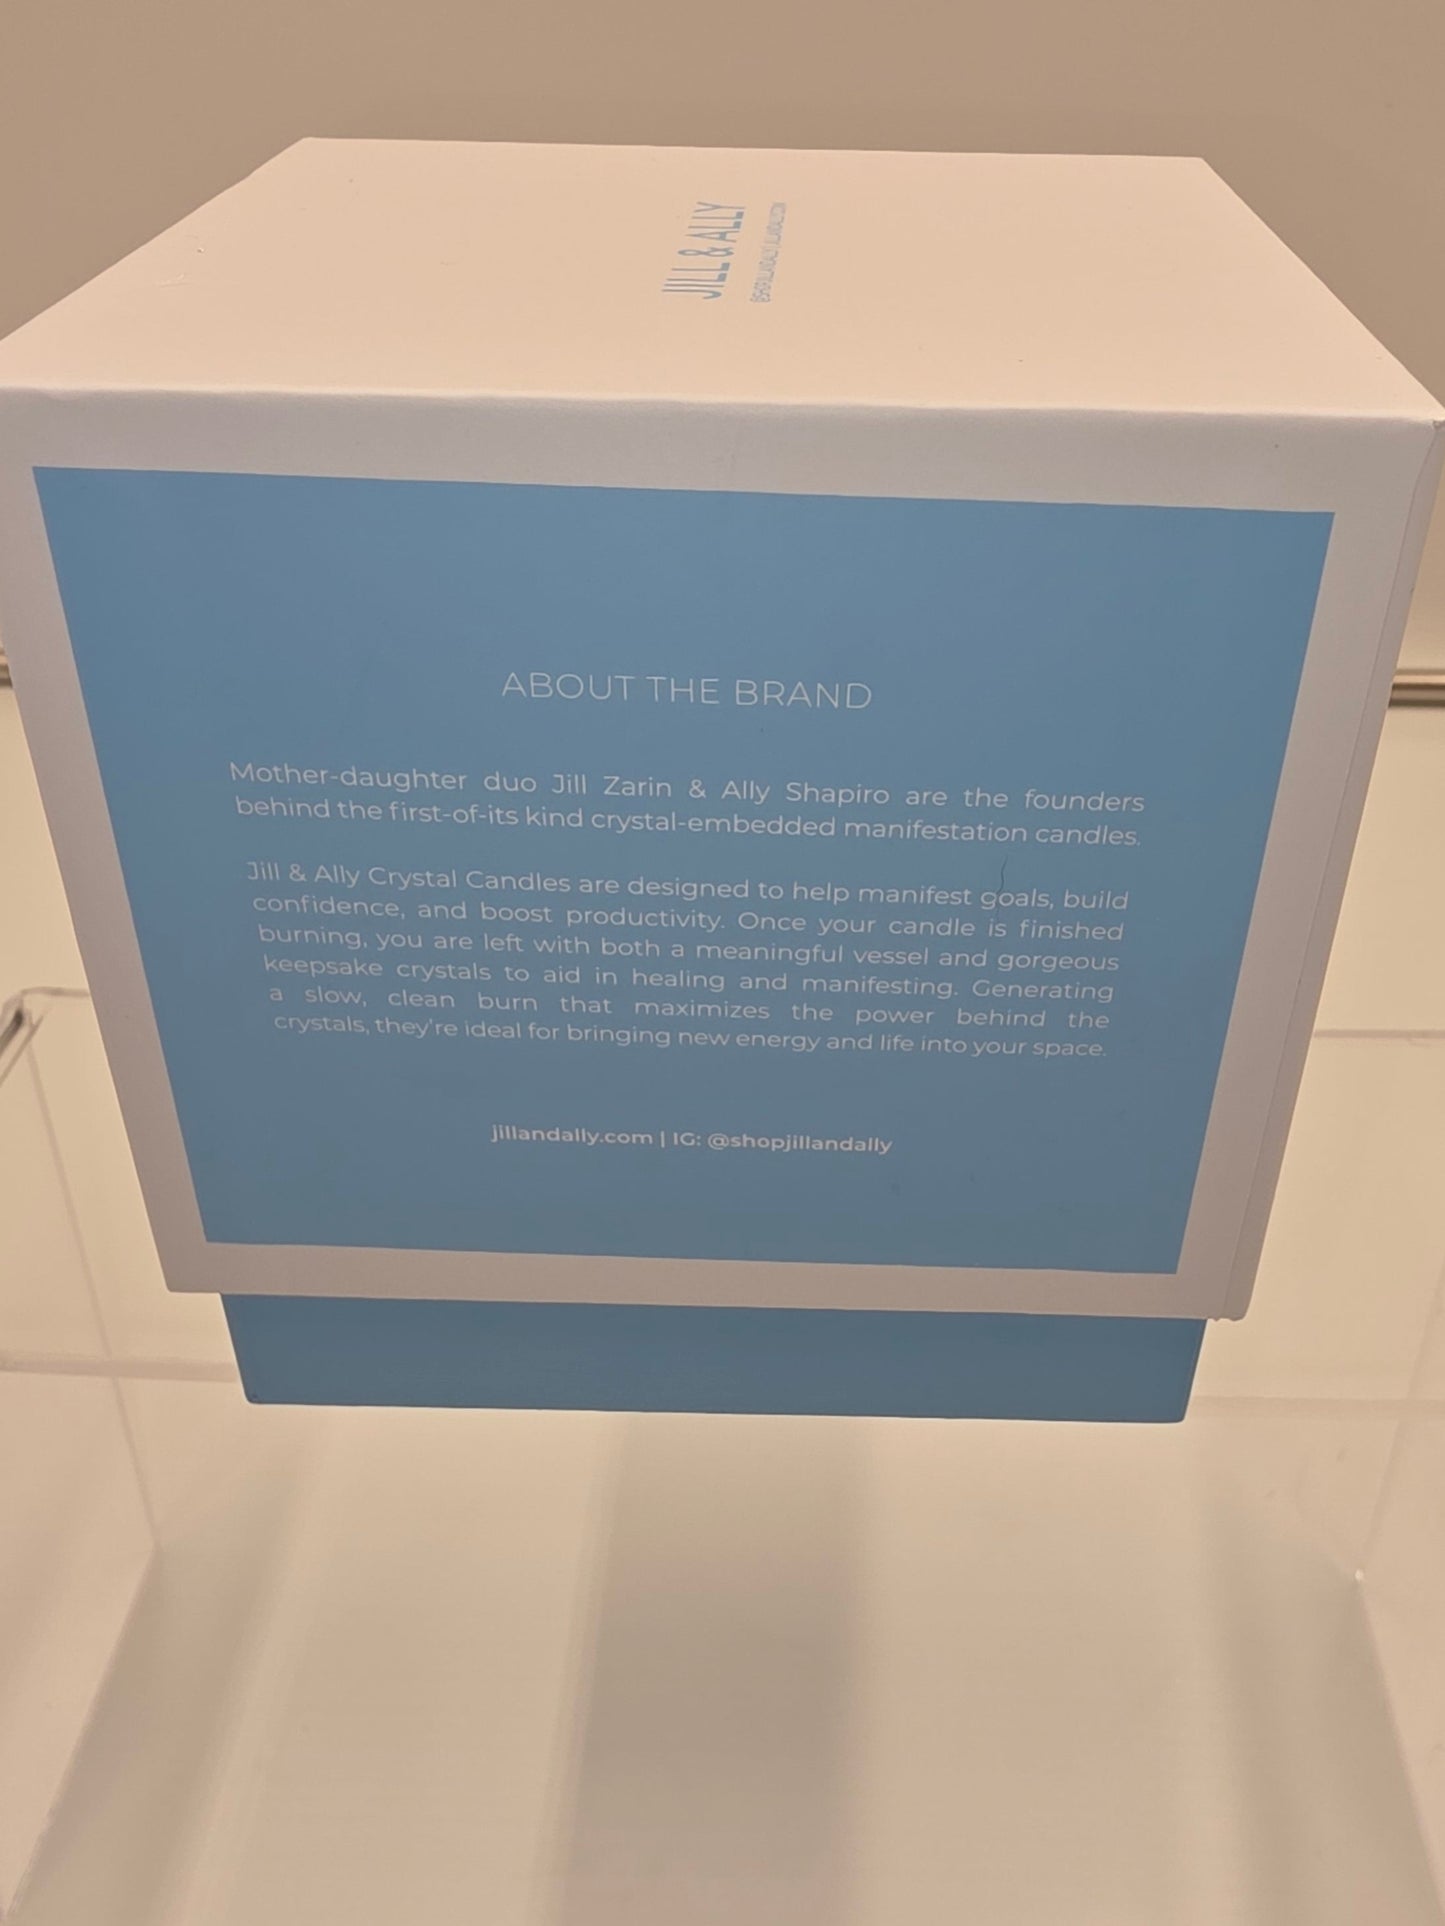 JILL & ALLY
@SHOPJILLANDALLY | JILLANDALLY.COM
ABOUT THE BRAND
Mother-daughter duo Jill Zarin & Ally Shapiro are the founders
behind the first-of-its kind crystal-embedded manifestation candles.
Jill & Ally Crystal Candles are designed to help manifest goals, build
confidence, and boost productivity. Once your candle is finished
burning, you are left with both a meaningful vessel and gorgeous
keepsake crystals to aid in healing and manifesting. Generating
a slow, clean burn that maximizes the power behind the
crystals, they're ideal for bringing new energy and life into your space.
jillandally.com | IG: @shopjillandally